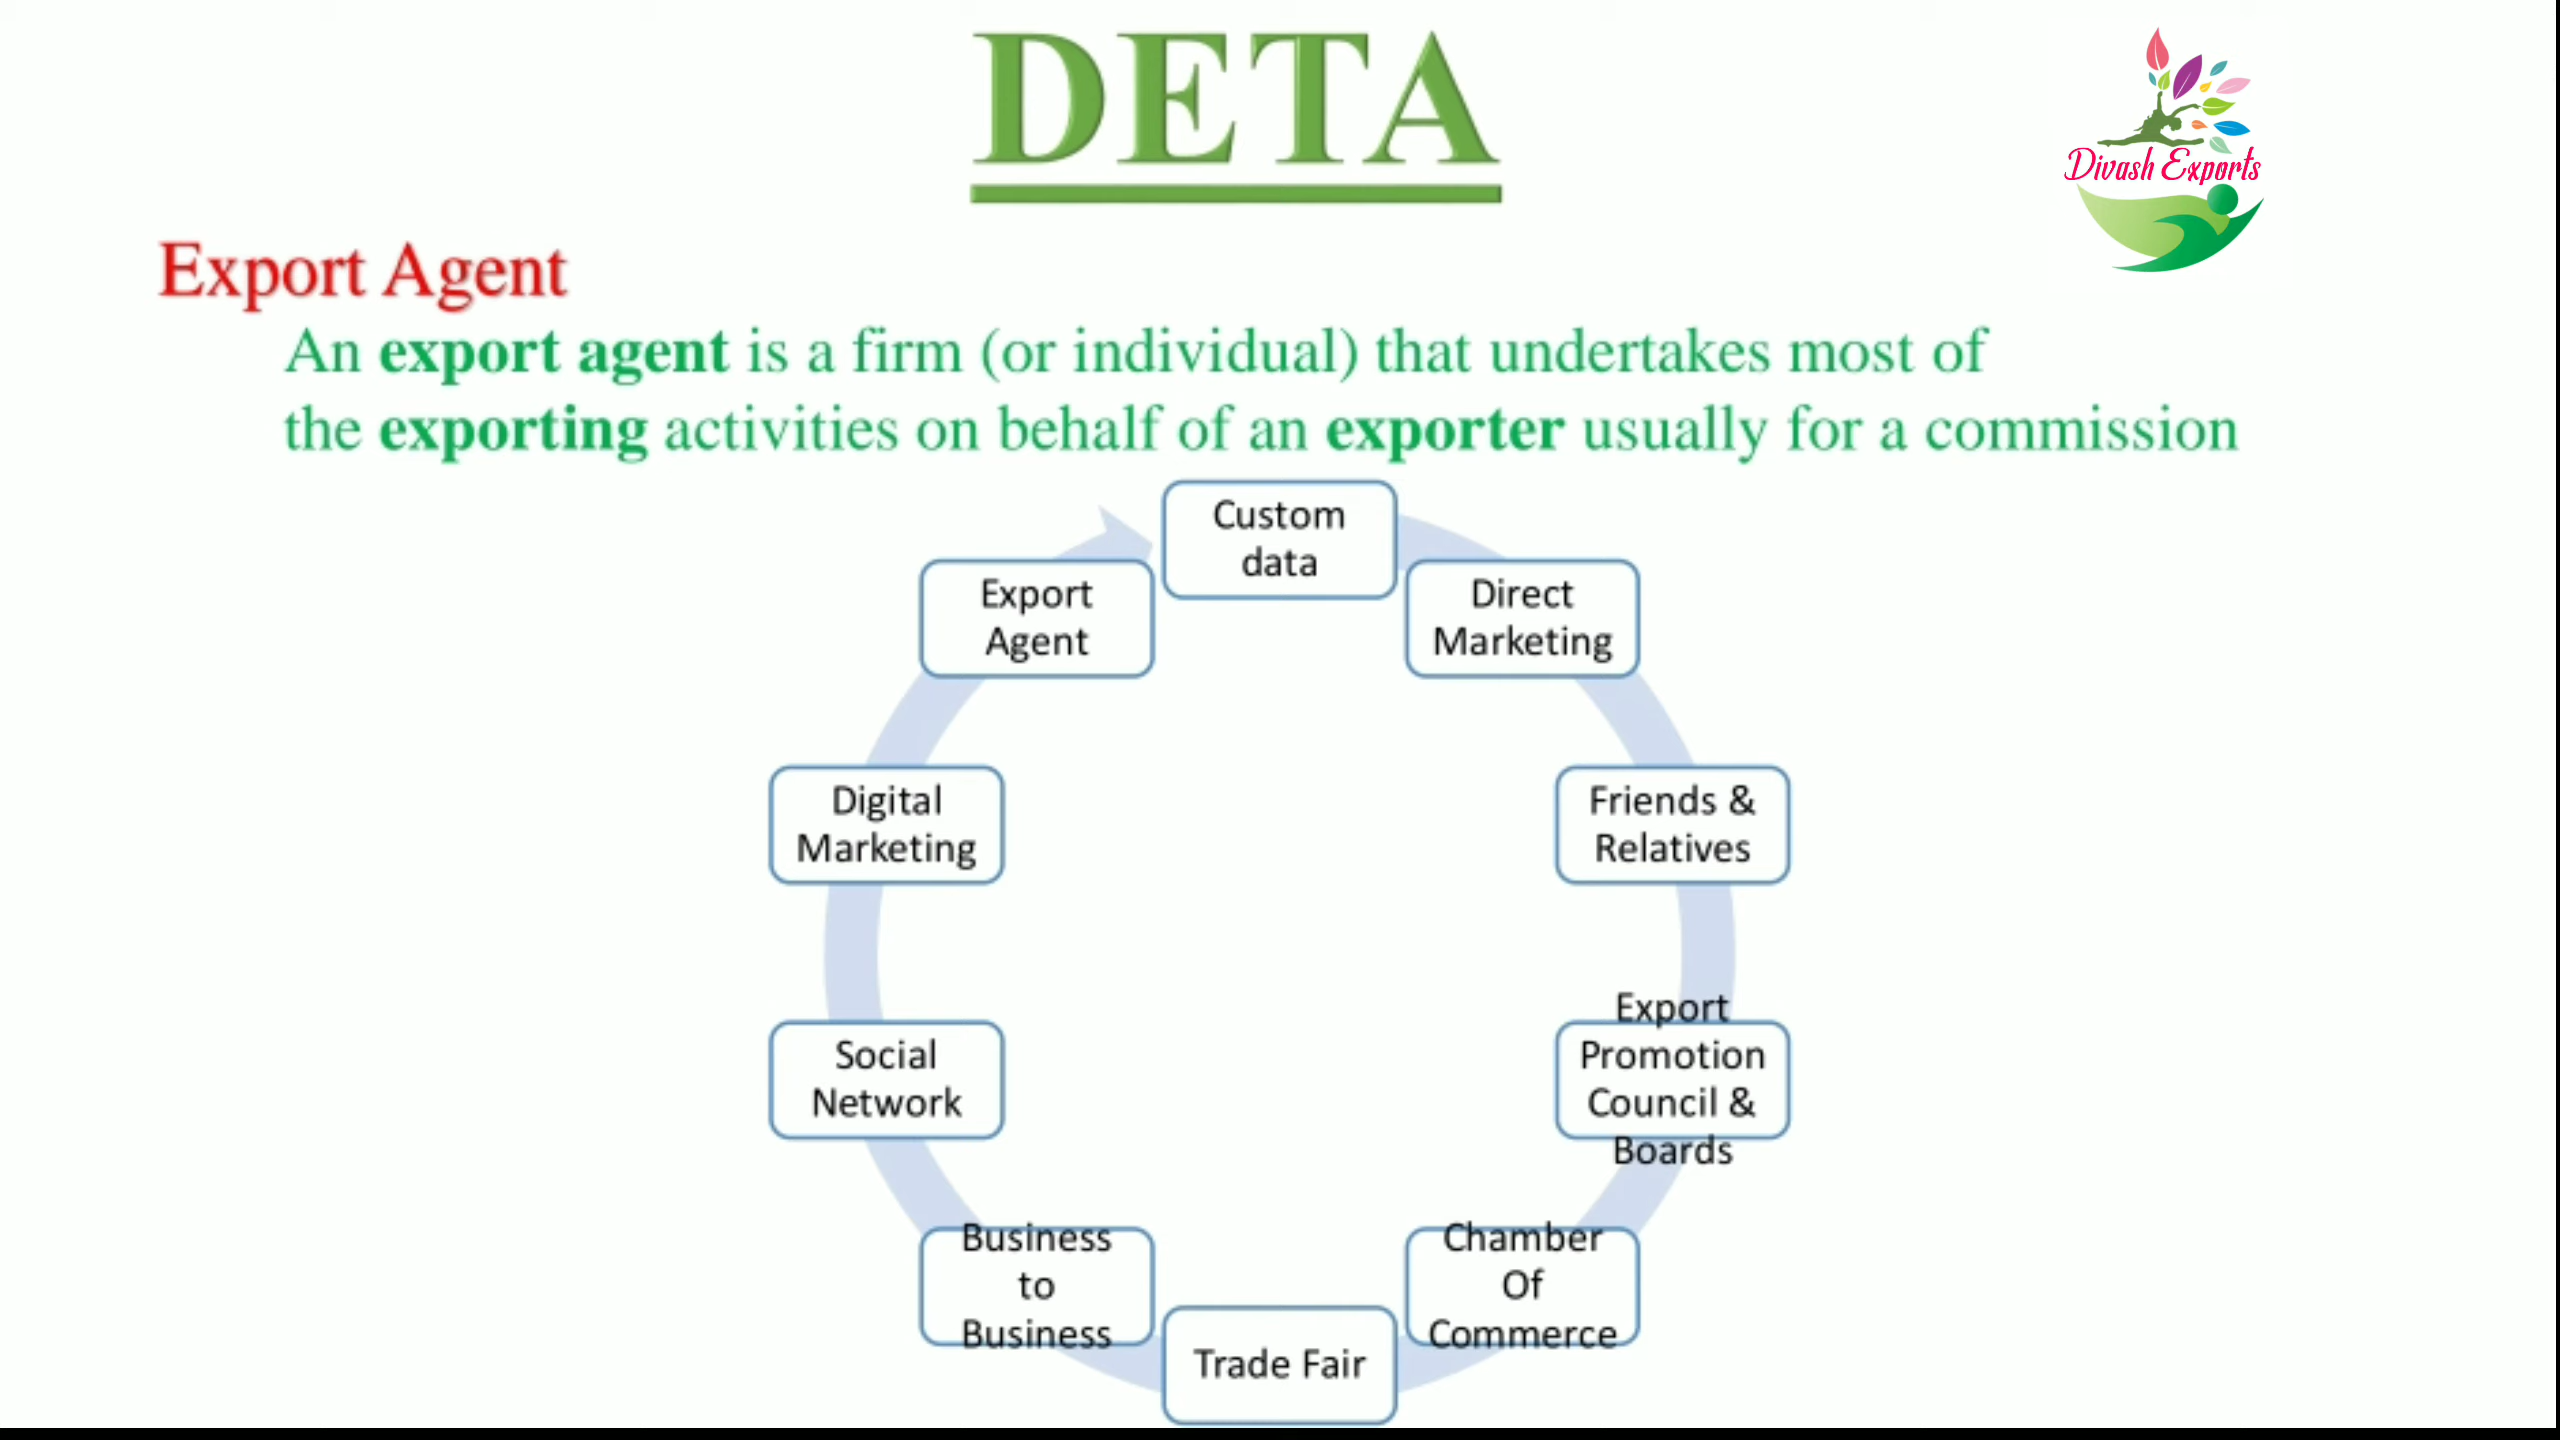 DETA
Divash Exports
Export Agent
An export agent is a firm (or individual) that undertakes most of
the exporting activities on behalf of an exporter usually for a commission
Custom
data
Direct
Marketing
Friends &
Relatives
Export
Promotion
Council &
Boards
Chamber
Of
Commerce
Trade Fair
Business
to
Business
Social
Network
Digital
Marketing
Export
Agent